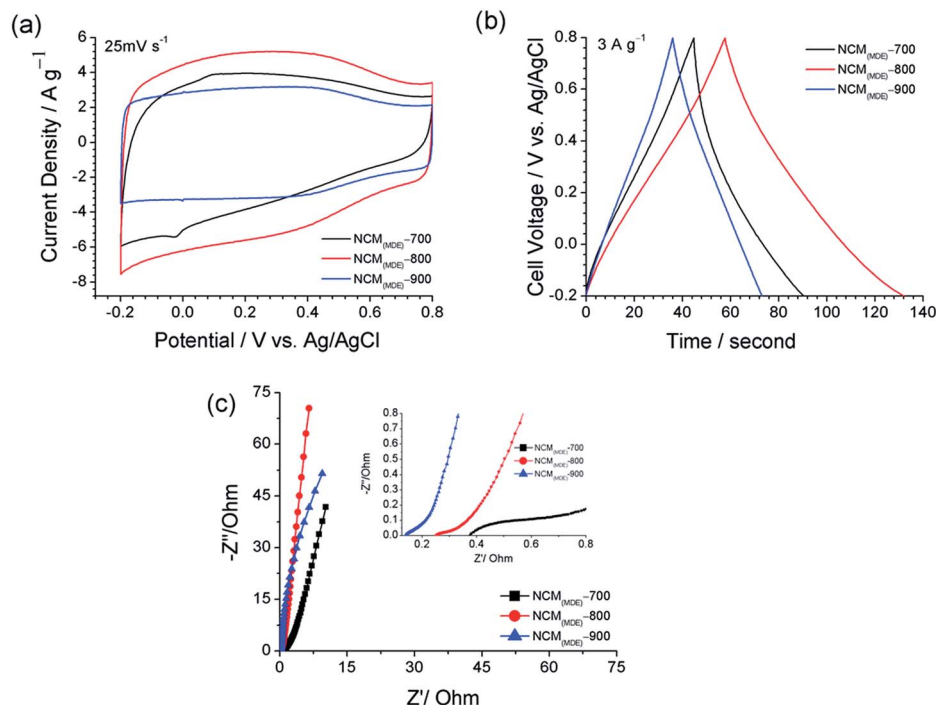 (a)
25mV s⁻¹
6
4
2
0
-2
-4
-6
-8
Current Density / A g⁻¹
NCM(MDE)−700
NCM(MDE)−800
NCM(MDE)−900
-0.2 0.0 0.2 0.4 0.6 0.8
Potential / V vs. Ag/AgCl
(b)
3 A g⁻¹
0.8
0.6
0.4
0.2
0.0
-0.2
Cell Voltage / V vs. Ag/AgCl
NCM(MDE)−700
NCM(MDE)−800
NCM(MDE)−900
0 20 40 60 80 100 120 140
Time / second
(c)
75
60
45
30
15
0
-Z"/Ohm
0.8
0.6
0.5
0.4
0.3
0.2
0.1
0.0
-Z"/Ohm
NCM(MDE)-700
NCM(MDE)-800
NCM(MDE)-900
0.2 0.4 0.6 0.8
Z'/ Ohm
NCM(MDE)−700
NCM(MDE)−800
NCM(MDE)−900
0 15 30 45 60 75
Z'/ Ohm